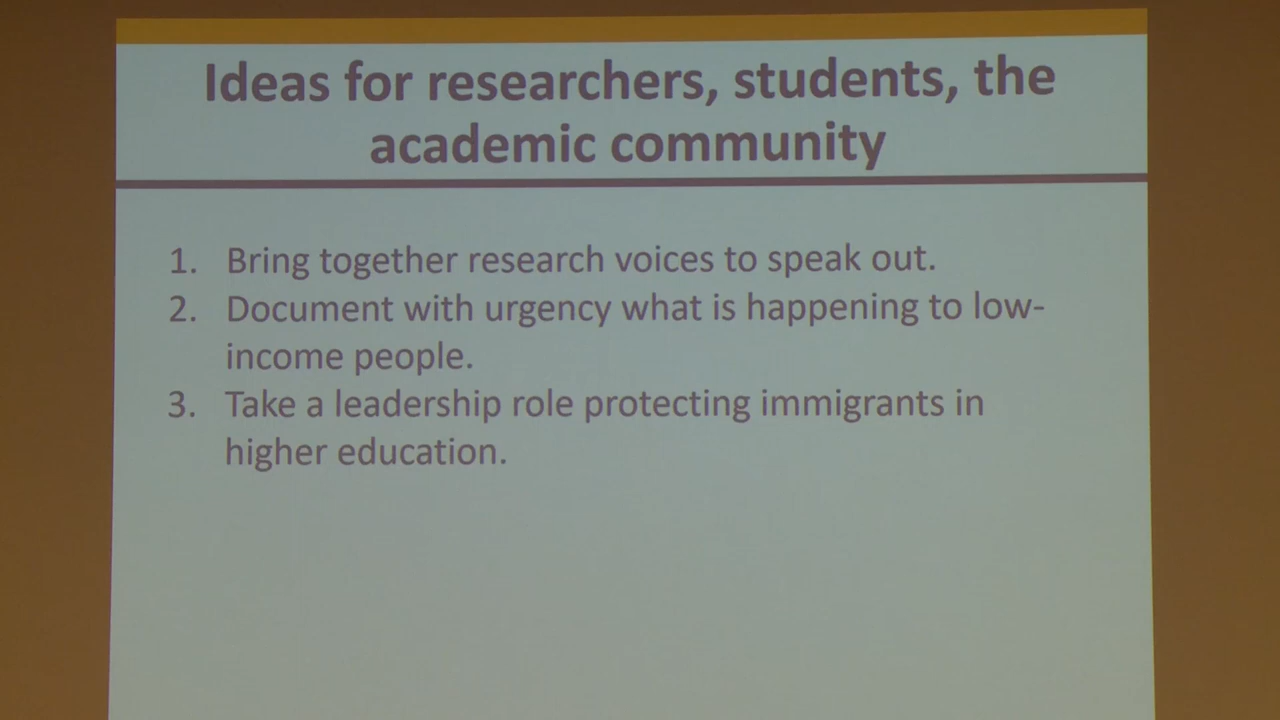 Ideas for researchers, students, the
academic community
1. Bring together research voices to speak out.
2. Document with urgency what is happening to low-
income people.
3. Take a leadership role protecting immigrants in
higher education.